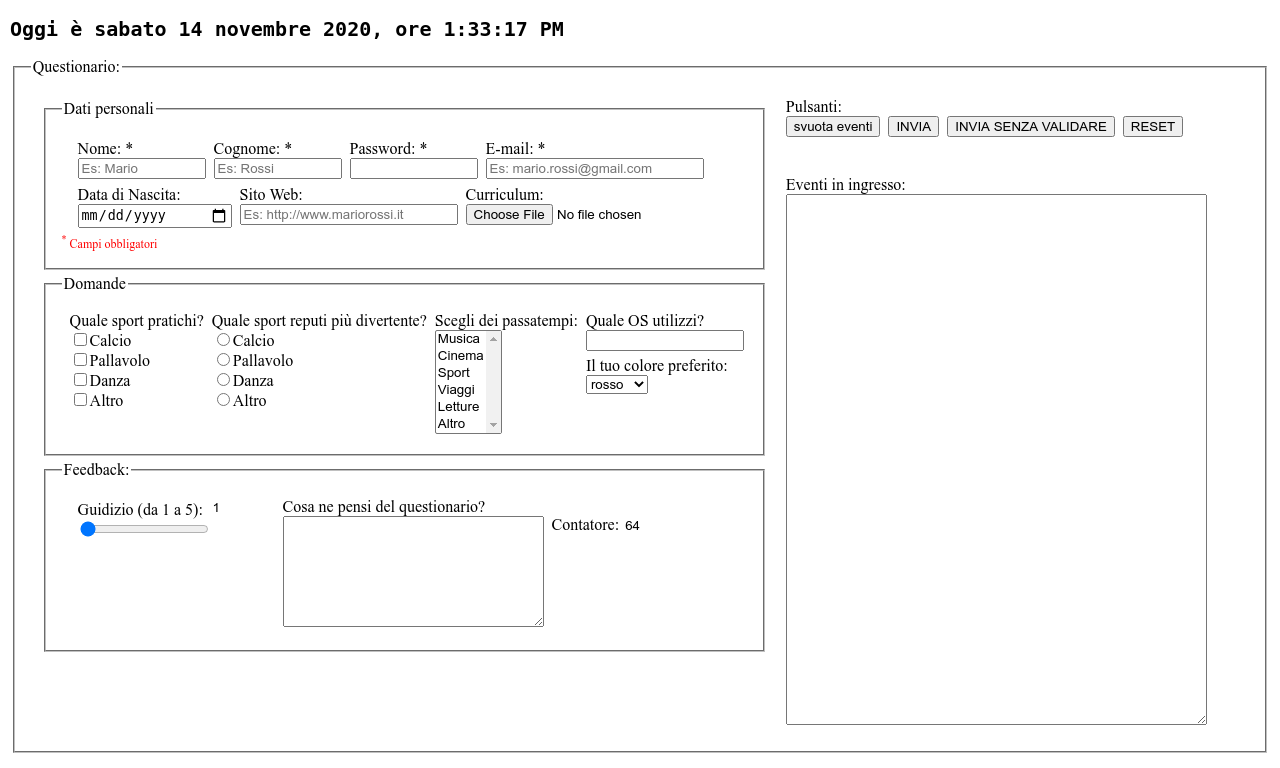 Oggi è sabato 14 novembre 2020, ore 1:33:17 PM
Questionario:
Dati personali
Nome: * Cognome: * Password: * E-mail: *
Es: Mario Es: Rossi Es: mario.rossi@gmail.com
Data di Nascita: Sito Web: Curriculum:
mm/dd/yyyy Es: http://www.mariorossi.it Choose File No file chosen
* Campi obbligatori
Domande
Quale sport pratichi? Quale sport reputi più divertente? Scegli dei passatempi: Quale OS utilizzi?
Calcio Calcio Musica
Pallavolo Pallavolo Cinema
Danza Danza Sport
Altro Altro Viaggi
Letture
Altro
Il tuo colore preferito:
rosso
Feedback:
Guidizio (da 1 a 5): 1
Cosa ne pensi del questionario?
Contatore: 64
Pulsanti:
svuota eventi INVIA INVIA SENZA VALIDARE RESET
Eventi in ingresso: